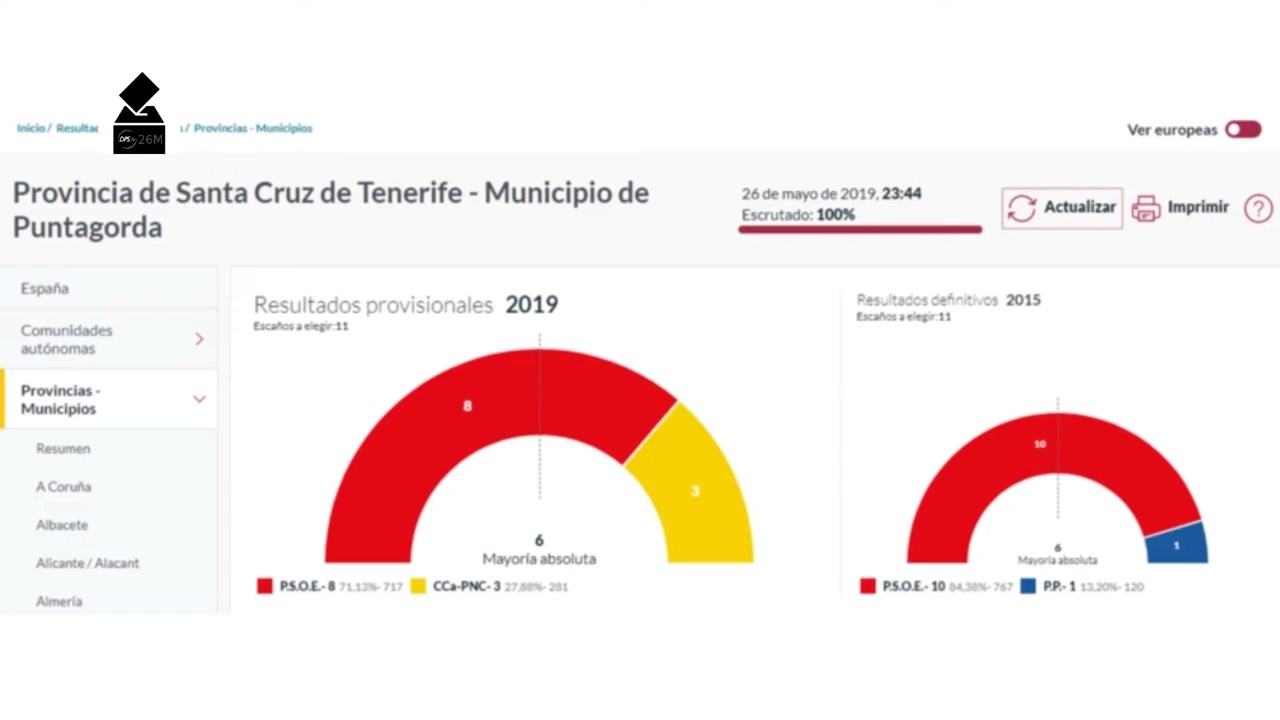 Inicio / Resultad
/ Provincias - Municipios
DPSby 26M
Ver europeas
Provincia de Santa Cruz de Tenerife - Municipio de
Puntagorda
26 de mayo de 2019, 23:44
Escrutado: 100%
Actualizar
Imprimir
?
España
Comunidades
autónomas
Provincias -
Municipios
Resumen
A Coruña
Albacete
Alicante / Alacant
Almería
Resultados provisionales 2019
Escaños a elegir:11
8
3
6
Mayoría absoluta
P.S.O.E.- 8 71,13%- 717 CCa-PNC- 3 27,88%- 281
Resultados definitivos 2015
Escaños a elegir:11
10
1
6
Mayoría absoluta
P.S.O.E.- 10 84,38%- 767 P.P.- 1 13,20%- 120